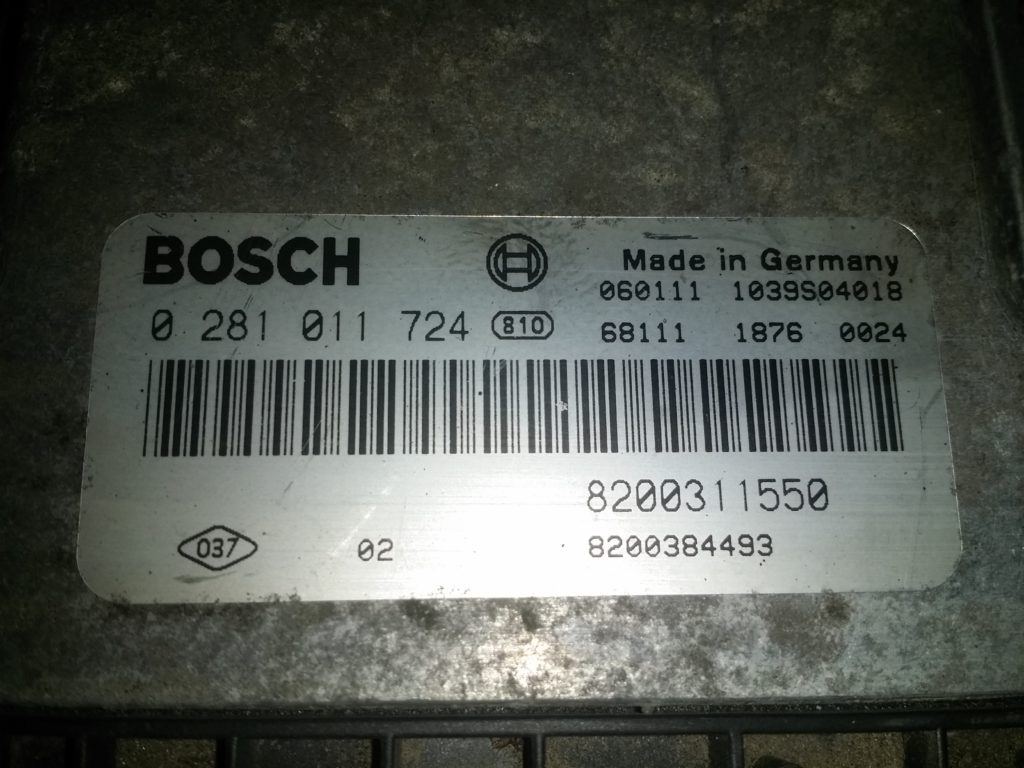 BOSCH
Made in Germany
060111 1039S04018
0 281 011 724 810
68111 1876 0024
8200311550
037 02 8200384493